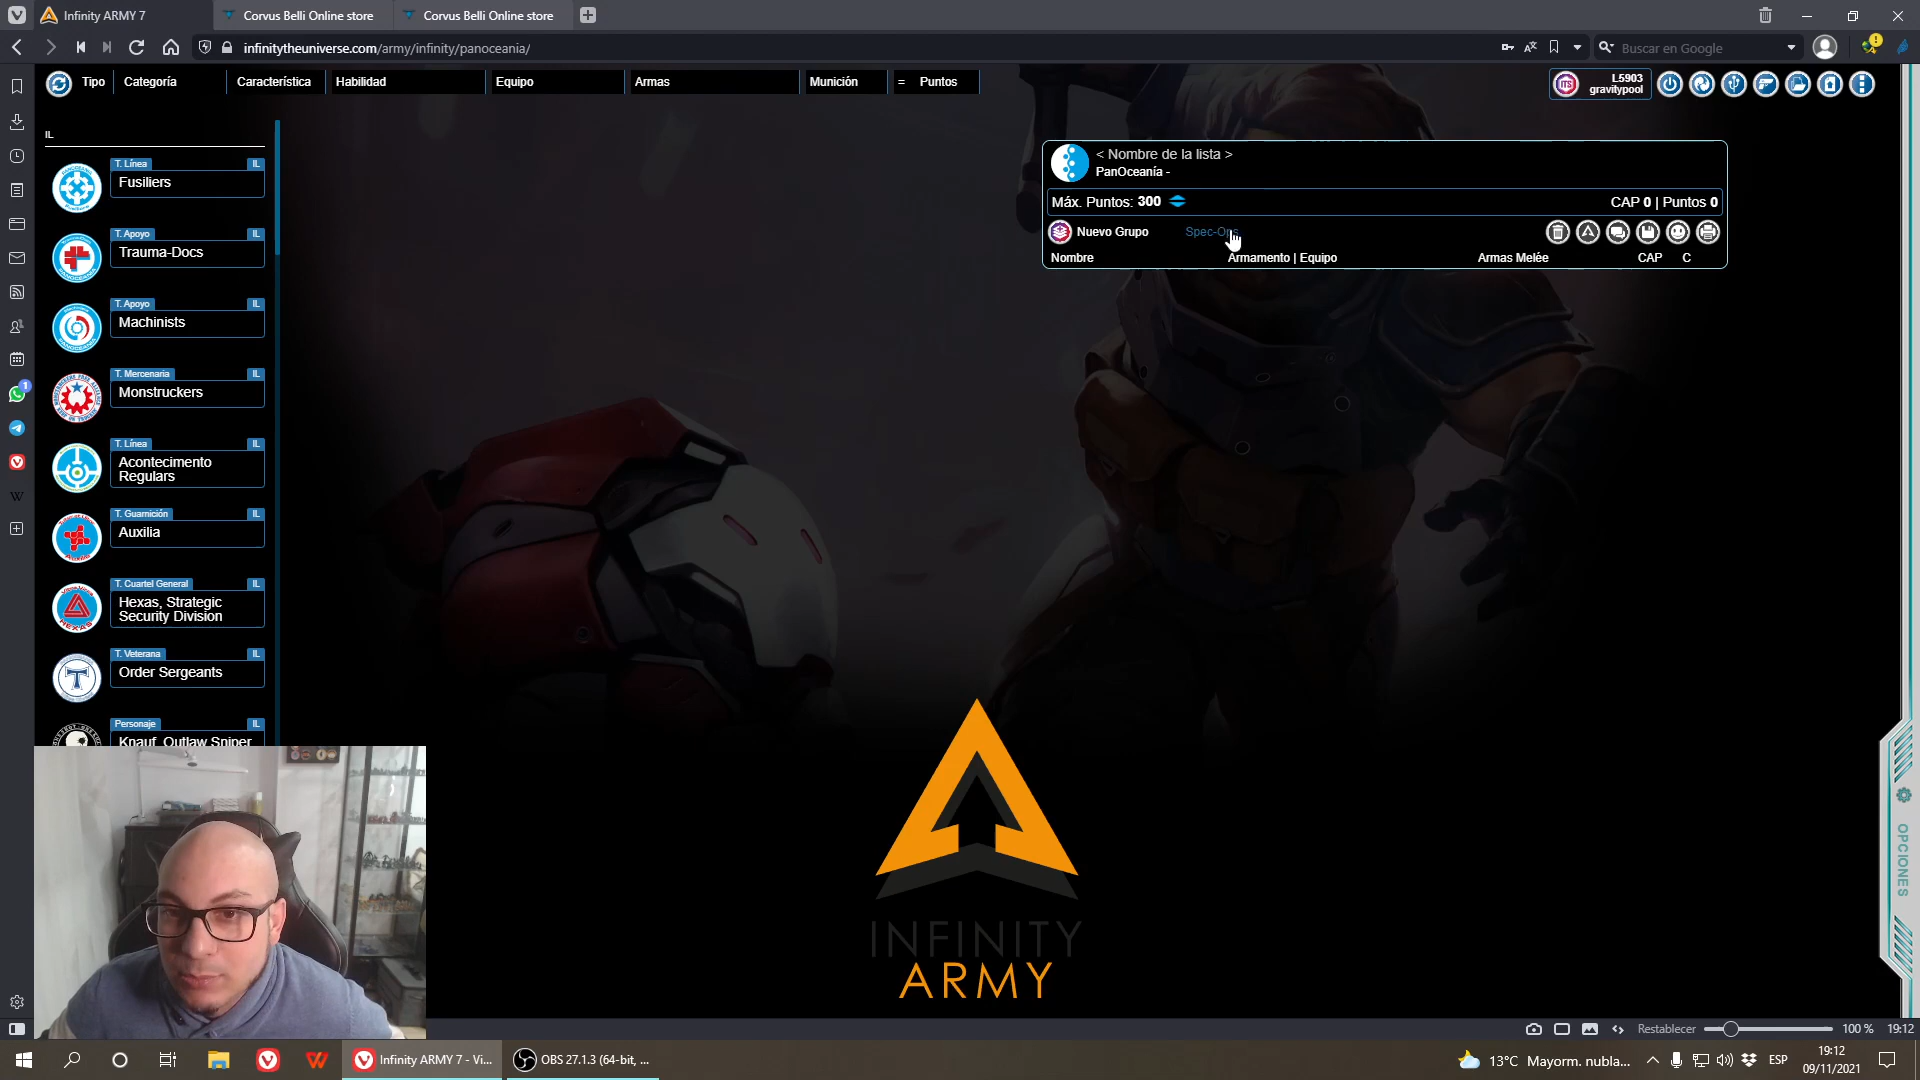 Infinity ARMY 7
Corvus Belli Online store
Corvus Belli Online store
infinitytheuniverse.com/army/infinity/panoceania/
Buscar en Google
Tipo
Categoría
Característica
Habilidad
Equipo
Armas
Munición
=
Puntos
ITS
L5903
gravitypool
IL
T. Línea
IL
Fusiliers
T. Apoyo
IL
Trauma-Docs
T. Apoyo
IL
Machinists
T. Mercenaria
IL
Monstruckers
T. Línea
IL
Acontecimento
Regulars
T. Guarnición
IL
Auxilia
T. Cuartel General
IL
Hexas, Strategic
Security Division
T. Veterana
IL
Order Sergeants
Personaje
IL
Knauf, Outlaw Sniper
< Nombre de la lista >
PanOceanía -
Máx. Puntos: 300
CAP 0 | Puntos 0
Nuevo Grupo
Spec-Ops
Nombre
Armamento | Equipo
Armas Melée
CAP
C
INFINITY
ARMY
OPCIONES
Restablecer
100 %
19:12
Infinity ARMY 7 - Vi...
OBS 27.1.3 (64-bit, ...
13°C Mayorm. nubla...
ESP
19:12
09/11/2021